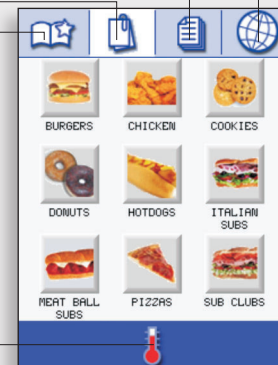 BURGERS
CHICKEN
COOKIES
DONUTS
HOTDOGS
ITALIAN
SUBS
MEAT BALL
SUBS
PIZZAS
SUB CLUBS